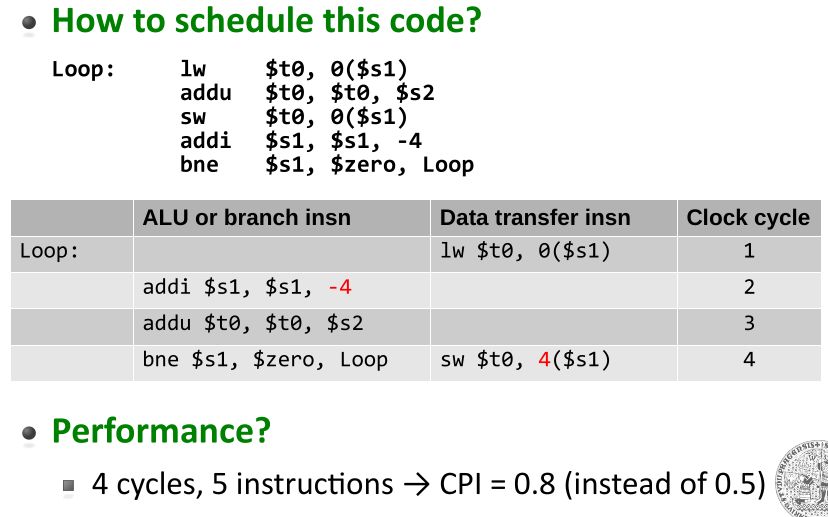 How to schedule this code?
Loop: lw $t0, 0($s1)
addu $t0, $t0, $s2
sw $t0, 0($s1)
addi $s1, $s1, -4
bne $s1, $zero, Loop
ALU or branch insn Data transfer insn Clock cycle
Loop: lw $t0, 0($s1) 1
addi $s1, $s1, -4 2
addu $t0, $t0, $s2 3
bne $s1, $zero, Loop sw $t0, 4($s1) 4
Performance?
4 cycles, 5 instructions → CPI = 0.8 (instead of 0.5)